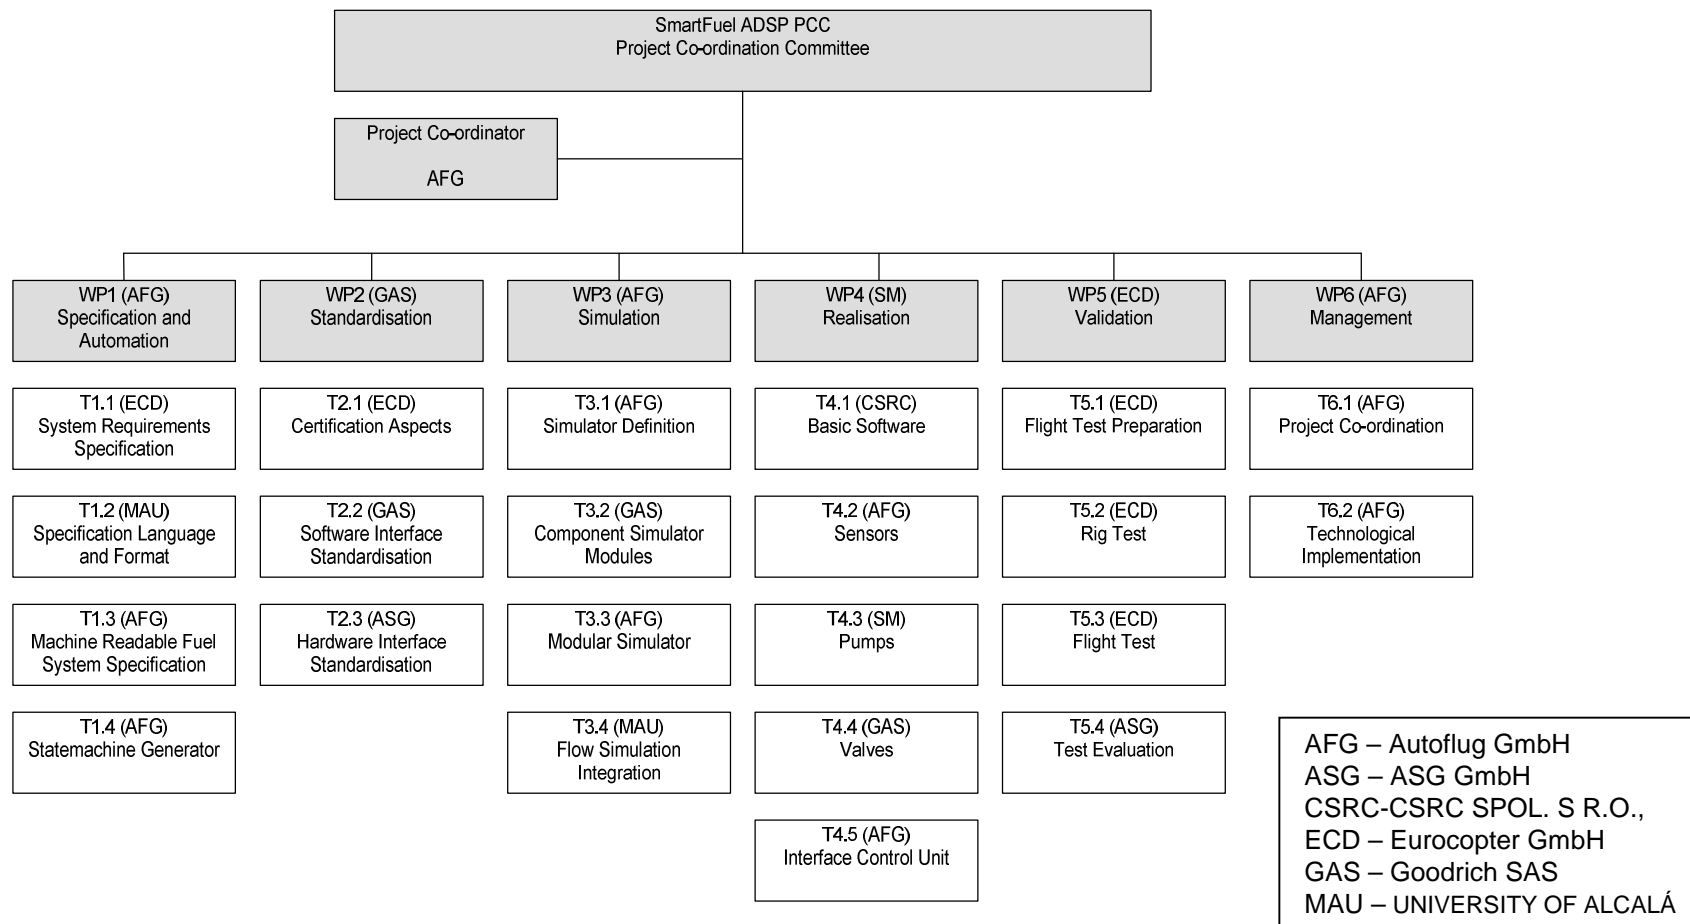 SmartFuel ADSP PCC
Project Co-ordination Committee
Project Co-ordinator
AFG
WP1 (AFG)
Specification and
Automation
WP2 (GAS)
Standardisation
WP3 (AFG)
Simulation
WP4 (SM)
Realisation
WP5 (ECD)
Validation
WP6 (AFG)
Management
T1.1 (ECD)
System Requirements
Specification
T2.1 (ECD)
Certification Aspects
T3.1 (AFG)
Simulator Definition
T4.1 (CSRC)
Basic Software
T5.1 (ECD)
Flight Test Preparation
T6.1 (AFG)
Project Co-ordination
T1.2 (MAU)
Specification Language
and Format
T2.2 (GAS)
Software Interface
Standardisation
T3.2 (GAS)
Component Simulator
Modules
T4.2 (AFG)
Sensors
T5.2 (ECD)
Rig Test
T6.2 (AFG)
Technological
Implementation
T1.3 (AFG)
Machine Readable Fuel
System Specification
T2.3 (ASG)
Hardware Interface
Standardisation
T3.3 (AFG)
Modular Simulator
T4.3 (SM)
Pumps
T5.3 (ECD)
Flight Test
T1.4 (AFG)
Statemachine Generator
T3.4 (MAU)
Flow Simulation
Integration
T4.4 (GAS)
Valves
T5.4 (ASG)
Test Evaluation
T4.5 (AFG)
Interface Control Unit
AFG – Autoflug GmbH
ASG – ASG GmbH
CSRC-CSRC SPOL. S R.O.,
ECD – Eurocopter GmbH
GAS – Goodrich SAS
MAU – UNIVERSITY OF ALCALÁ